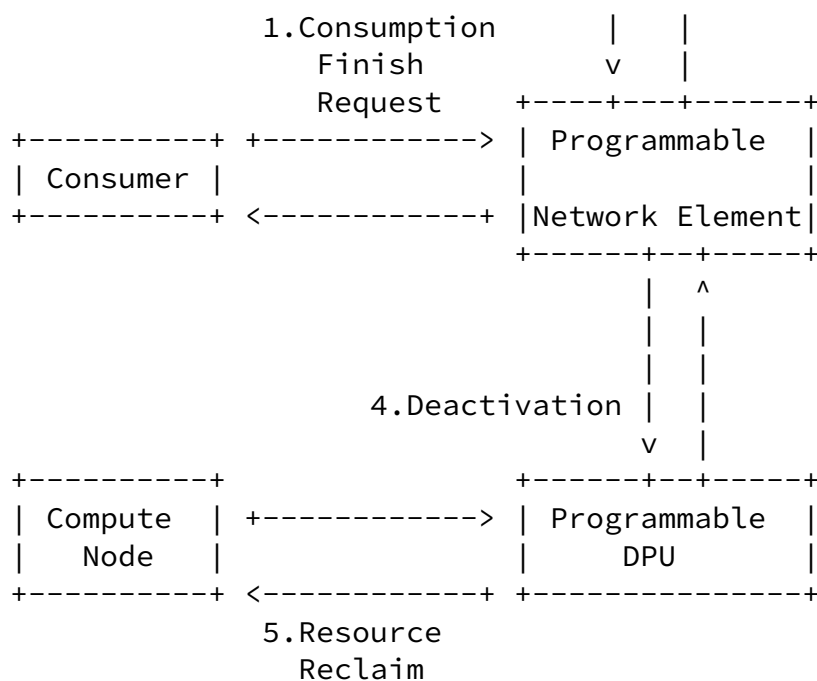 1.Consumption
Finish
Request
Programmable
Consumer
Network Element
4.Deactivation
Compute Programmable
Node DPU
5.Resource
Reclaim